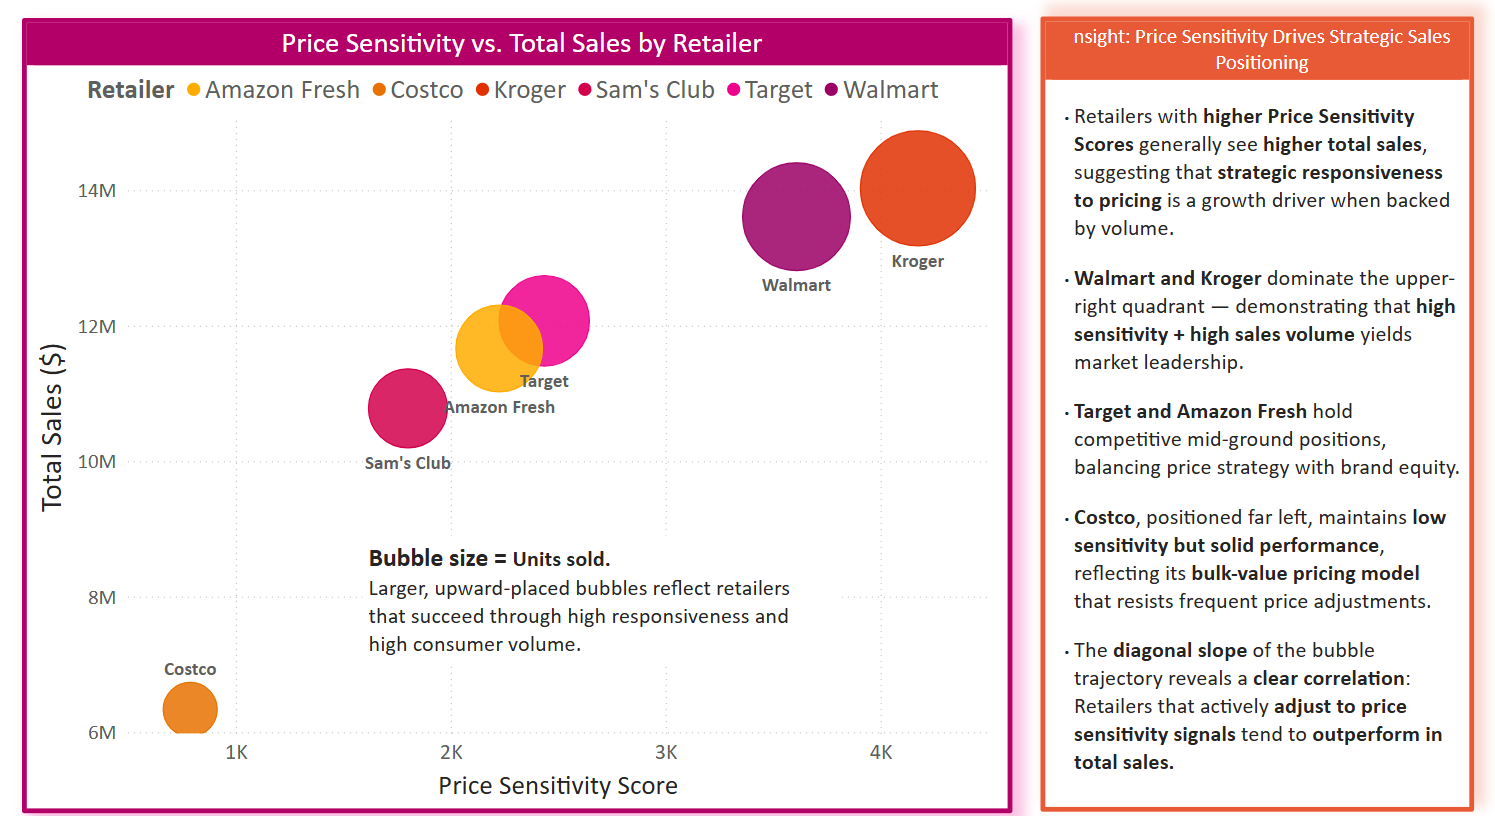 Price Sensitivity vs. Total Sales by Retailer
Retailer Amazon Fresh Costco Kroger Sam's Club Target Walmart
14M
12M
10M
8M
6M
Total Sales ($)
Kroger
Walmart
Target
Amazon Fresh
Sam's Club
Bubble size = Units sold.
Larger, upward-placed bubbles reflect retailers
that succeed through high responsiveness and
high consumer volume.
Costco
1K 2K 3K 4K
Price Sensitivity Score
nsight: Price Sensitivity Drives Strategic Sales
Positioning
• Retailers with higher Price Sensitivity
Scores generally see higher total sales,
suggesting that strategic responsiveness
to pricing is a growth driver when backed
by volume.
• Walmart and Kroger dominate the upper-
right quadrant — demonstrating that high
sensitivity + high sales volume yields
market leadership.
• Target and Amazon Fresh hold
competitive mid-ground positions,
balancing price strategy with brand equity.
• Costco, positioned far left, maintains low
sensitivity but solid performance,
reflecting its bulk-value pricing model
that resists frequent price adjustments.
• The diagonal slope of the bubble
trajectory reveals a clear correlation:
Retailers that actively adjust to price
sensitivity signals tend to outperform in
total sales.